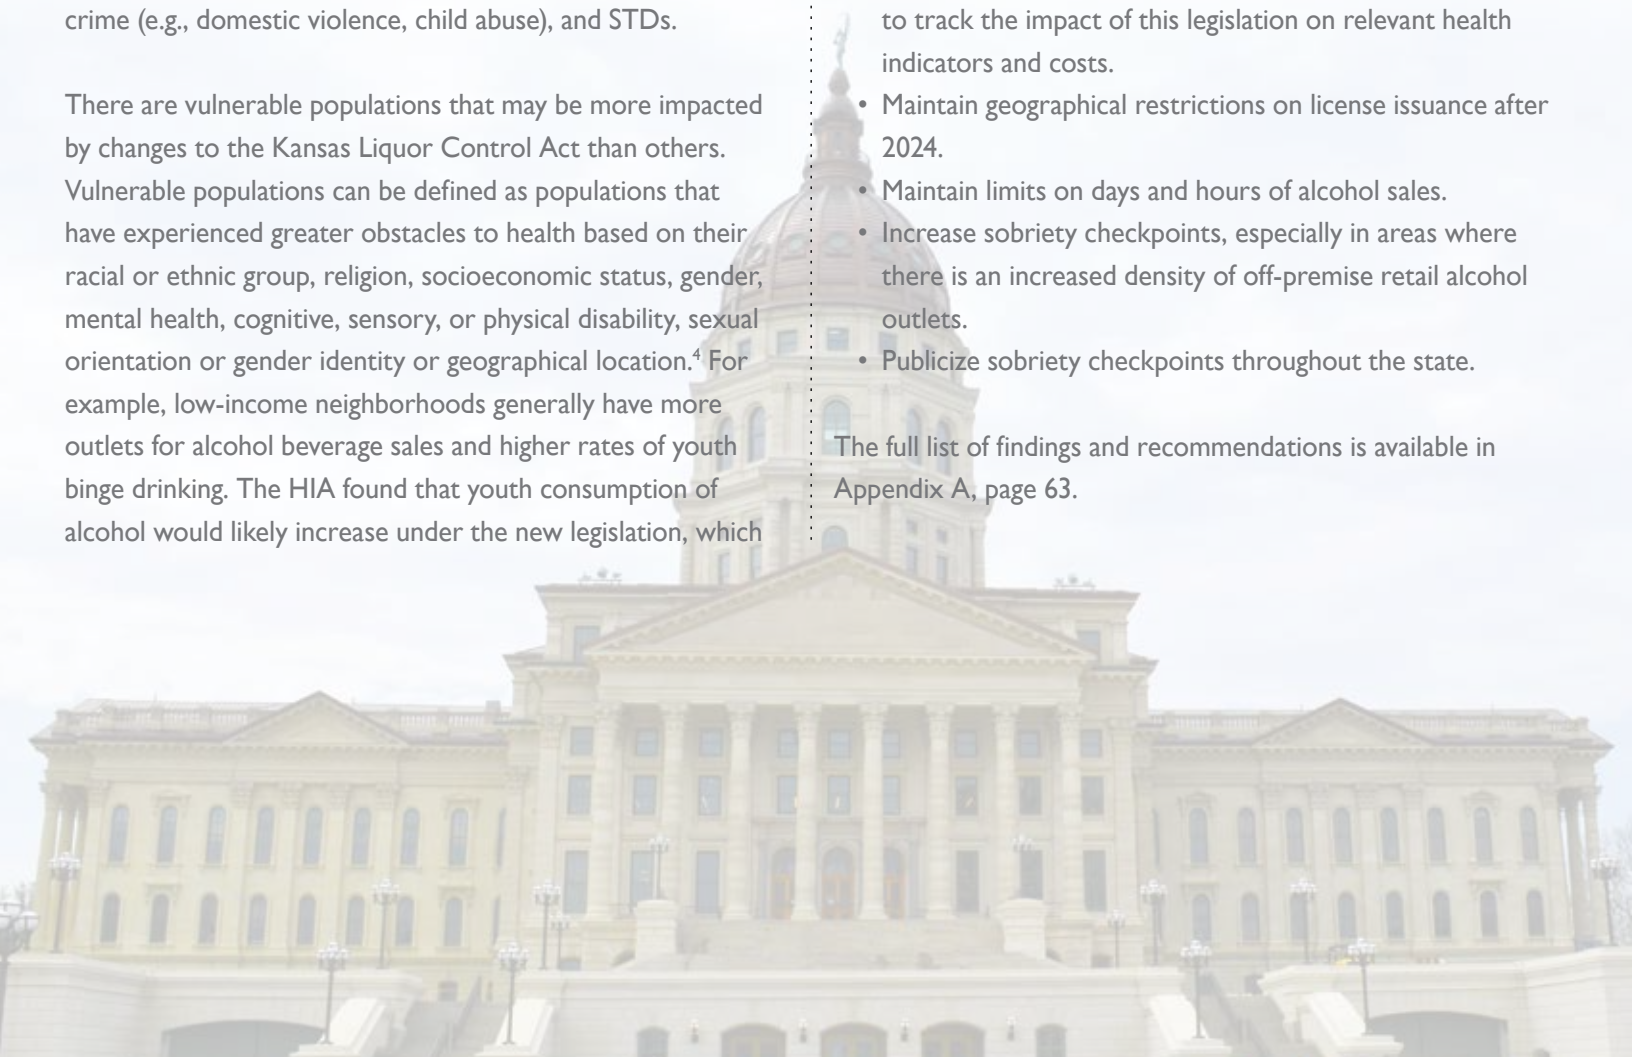 crime (e.g., domestic violence, child abuse), and STDs.
There are vulnerable populations that may be more impacted
by changes to the Kansas Liquor Control Act than others.
Vulnerable populations can be defined as populations that
have experienced greater obstacles to health based on their
racial or ethnic group, religion, socioeconomic status, gender,
mental health, cognitive, sensory, or physical disability, sexual
orientation or gender identity or geographical location.4 For
example, low-income neighborhoods generally have more
outlets for alcohol beverage sales and higher rates of youth
binge drinking. The HIA found that youth consumption of
alcohol would likely increase under the new legislation, which
to track the impact of this legislation on relevant health
indicators and costs.
• Maintain geographical restrictions on license issuance after
2024.
• Maintain limits on days and hours of alcohol sales.
• Increase sobriety checkpoints, especially in areas where
there is an increased density of off-premise retail alcohol
outlets.
• Publicize sobriety checkpoints throughout the state.
The full list of findings and recommendations is available in
Appendix A, page 63.